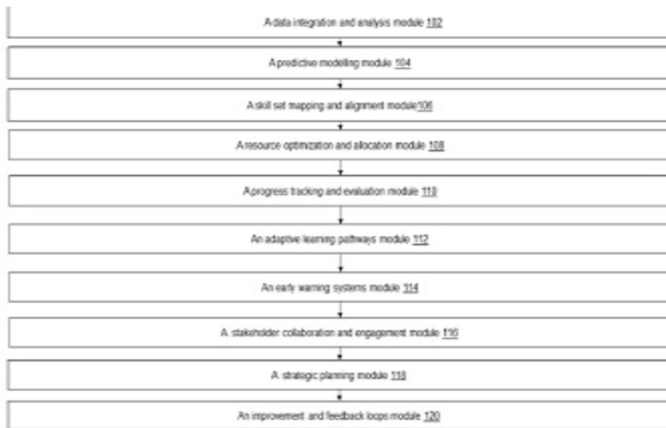 A data integration and analysis module 102
A predictive modelling module 104
A skill set mapping and alignment module106
A resource optimization and allocation module 108
A progress tracking and evaluation module 110
An adaptive learning pathways module 112
An early warning systems module 114
A stakeholder collaboration and engagement module 116
A strategic planning module 118
An improvement and feedback loops module 120